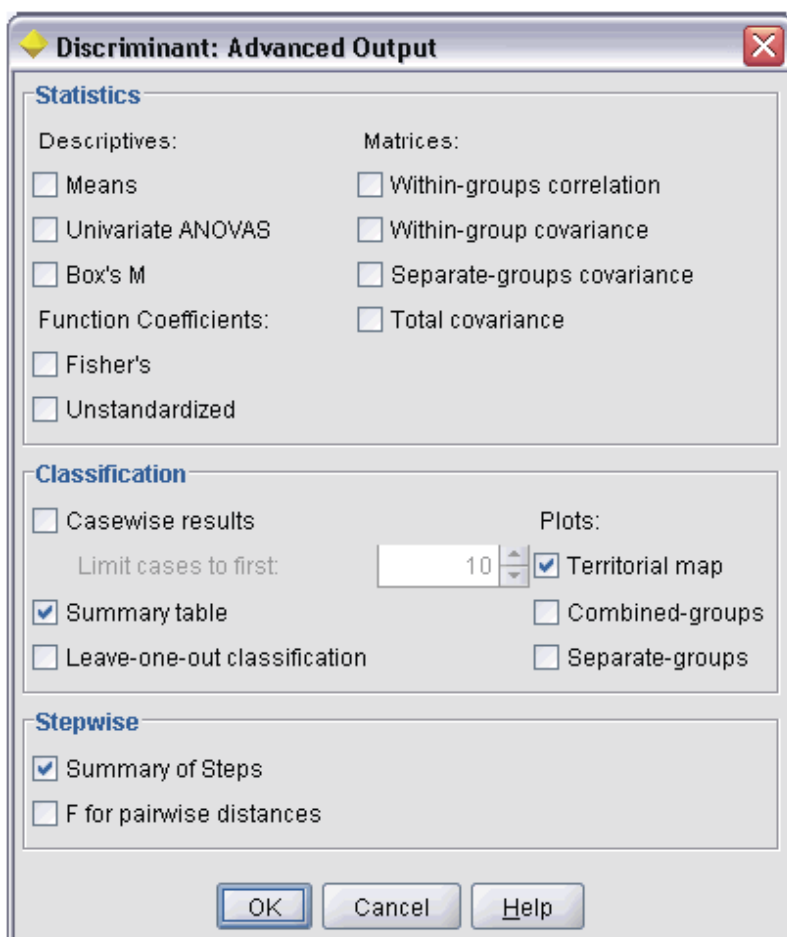 Discriminant: Advanced Output
Statistics
Descriptives:
Means
Univariate ANOVAS
Box's M
Function Coefficients:
Fisher's
Unstandardized
Matrices:
Within-groups correlation
Within-group covariance
Separate-groups covariance
Total covariance
Classification
Casewise results
Limit cases to first: 10
Summary table
Leave-one-out classification
Plots:
Territorial map
Combined-groups
Separate-groups
Stepwise
Summary of Steps
F for pairwise distances
OK Cancel Help